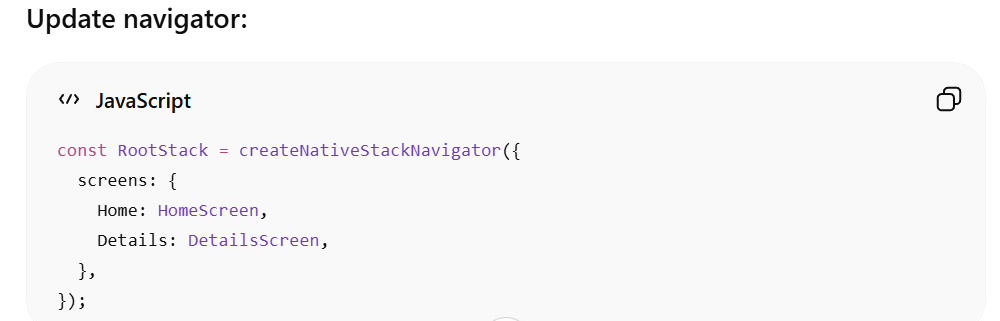 Update navigator:
JavaScript
const RootStack = createNativeStackNavigator({
  screens: {
    Home: HomeScreen,
    Details: DetailsScreen,
  },
});